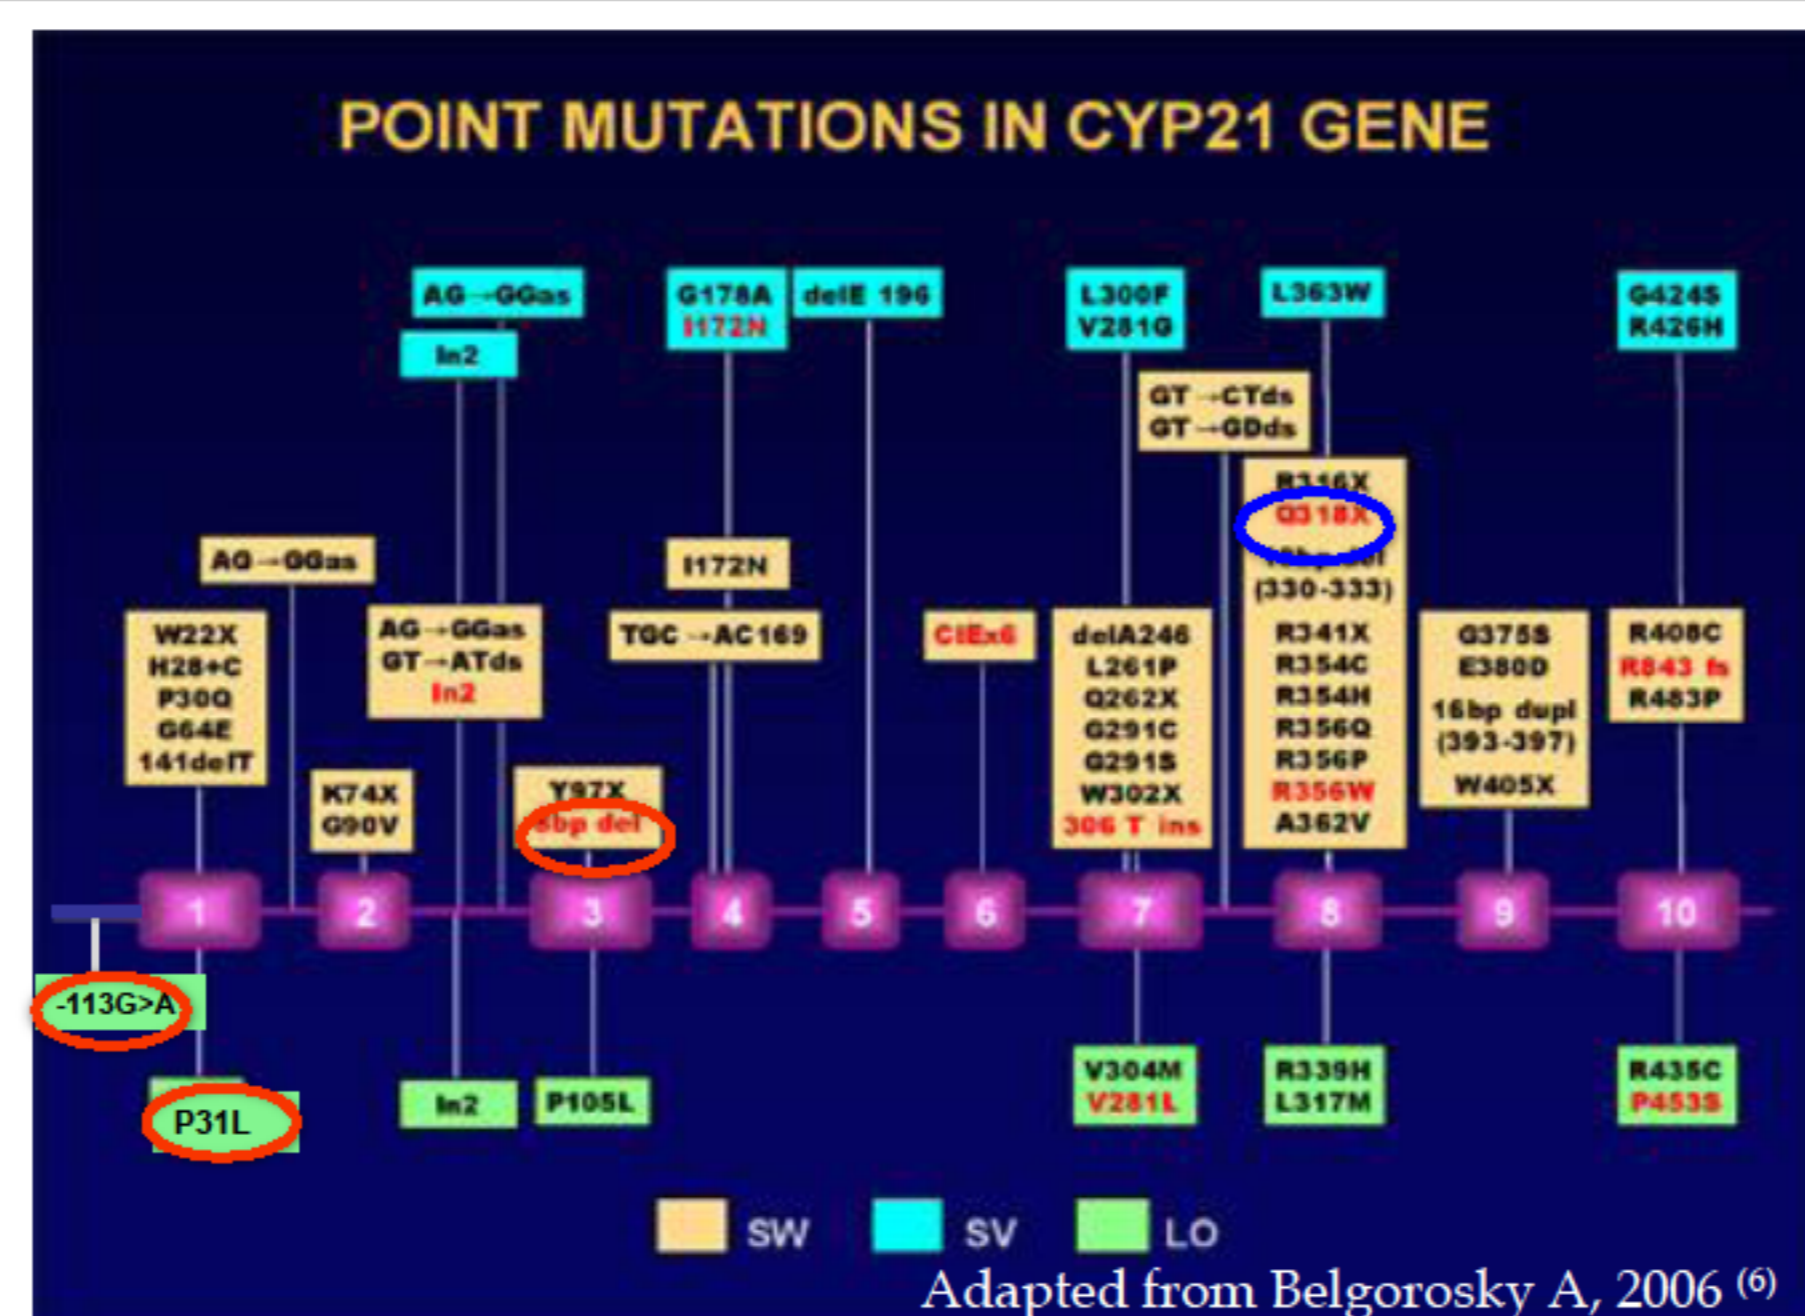 POINT MUTATIONS IN CYP21 GENE
AG→GGas
In2
G178A
I172N
delE 196
L300F
V281G
L363W
G424S
R426H
GT→CTds
GT→GDds
R316X
Q318X
(330-333)
R341X
R354C
R354H
R356Q
R356P
R356W
A362V
AG→GGas
W22X
H28+C
P30Q
G64E
141delT
K74X
G90V
AG→GGas
GT→ATds
In2
Y97X
8bp del
I172N
TGC→AC169
ClEx6
delA246
L261P
Q262X
G291C
G291S
W302X
306 T ins
G375S
E380D
16bp dupl
(393-397)
W405X
R408C
R843 fs
R483P
1 2 3 4 5 6 7 8 9 10
-113G>A
P31L
In2
P105L
V304M
V281L
R339H
L317M
R435C
P453S
SW SV LO
Adapted from Belgorosky A, 2006 (6)